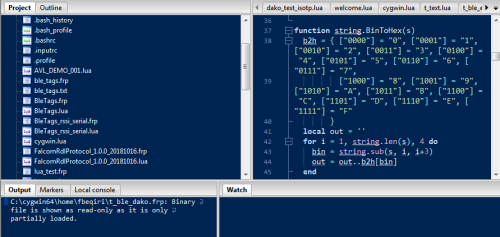 Project Outline
.bash_history
.bash_profile
.bashrc
.inputrc
.profile
AVL_DEMO_001.lua
ble_tags.frp
ble_tags.txt
BleTags.frp
BleTags_rssi_serial.frp
BleTags_rssi_serial.lua
BleTags.lua
cygwin.lua
FalcomRdlProtocol_1.0.0_20181016.frp
FalcomRdlProtocol_1.0.0_20181016.lua
lua_test.frp
dako_test_isotp.lua welcome.lua cygwin.lua t_text.lua t_ble_c
36
37 function string.BinToHex(s)
38 b2h = { ["0000"] = "0", ["0001"] = "1",
["0010"] = "2", ["0011"] = "3", ["0100"] =
"4", ["0101"] = "5", ["0110"] = "6", [
"0111"] = "7",
39 ["1000"] = "8", ["1001"] = "9",
["1010"] = "A", ["1011"] = "B", ["1100"] =
"C", ["1101"] = "D", ["1110"] = "E", [
"1111"] = "F"
40 }
41 local out = ''
42 for i = 1, string.len(s), 4 do
43 bin = string.sub(s, i, i+3)
44 out = out..b2h[bin]
45 end
Output Markers Local console
C:\cygwin64\home\fbeqiri\t_ble_dako.frp: Binary
file is shown as read-only as it is only
partially loaded.
Watch